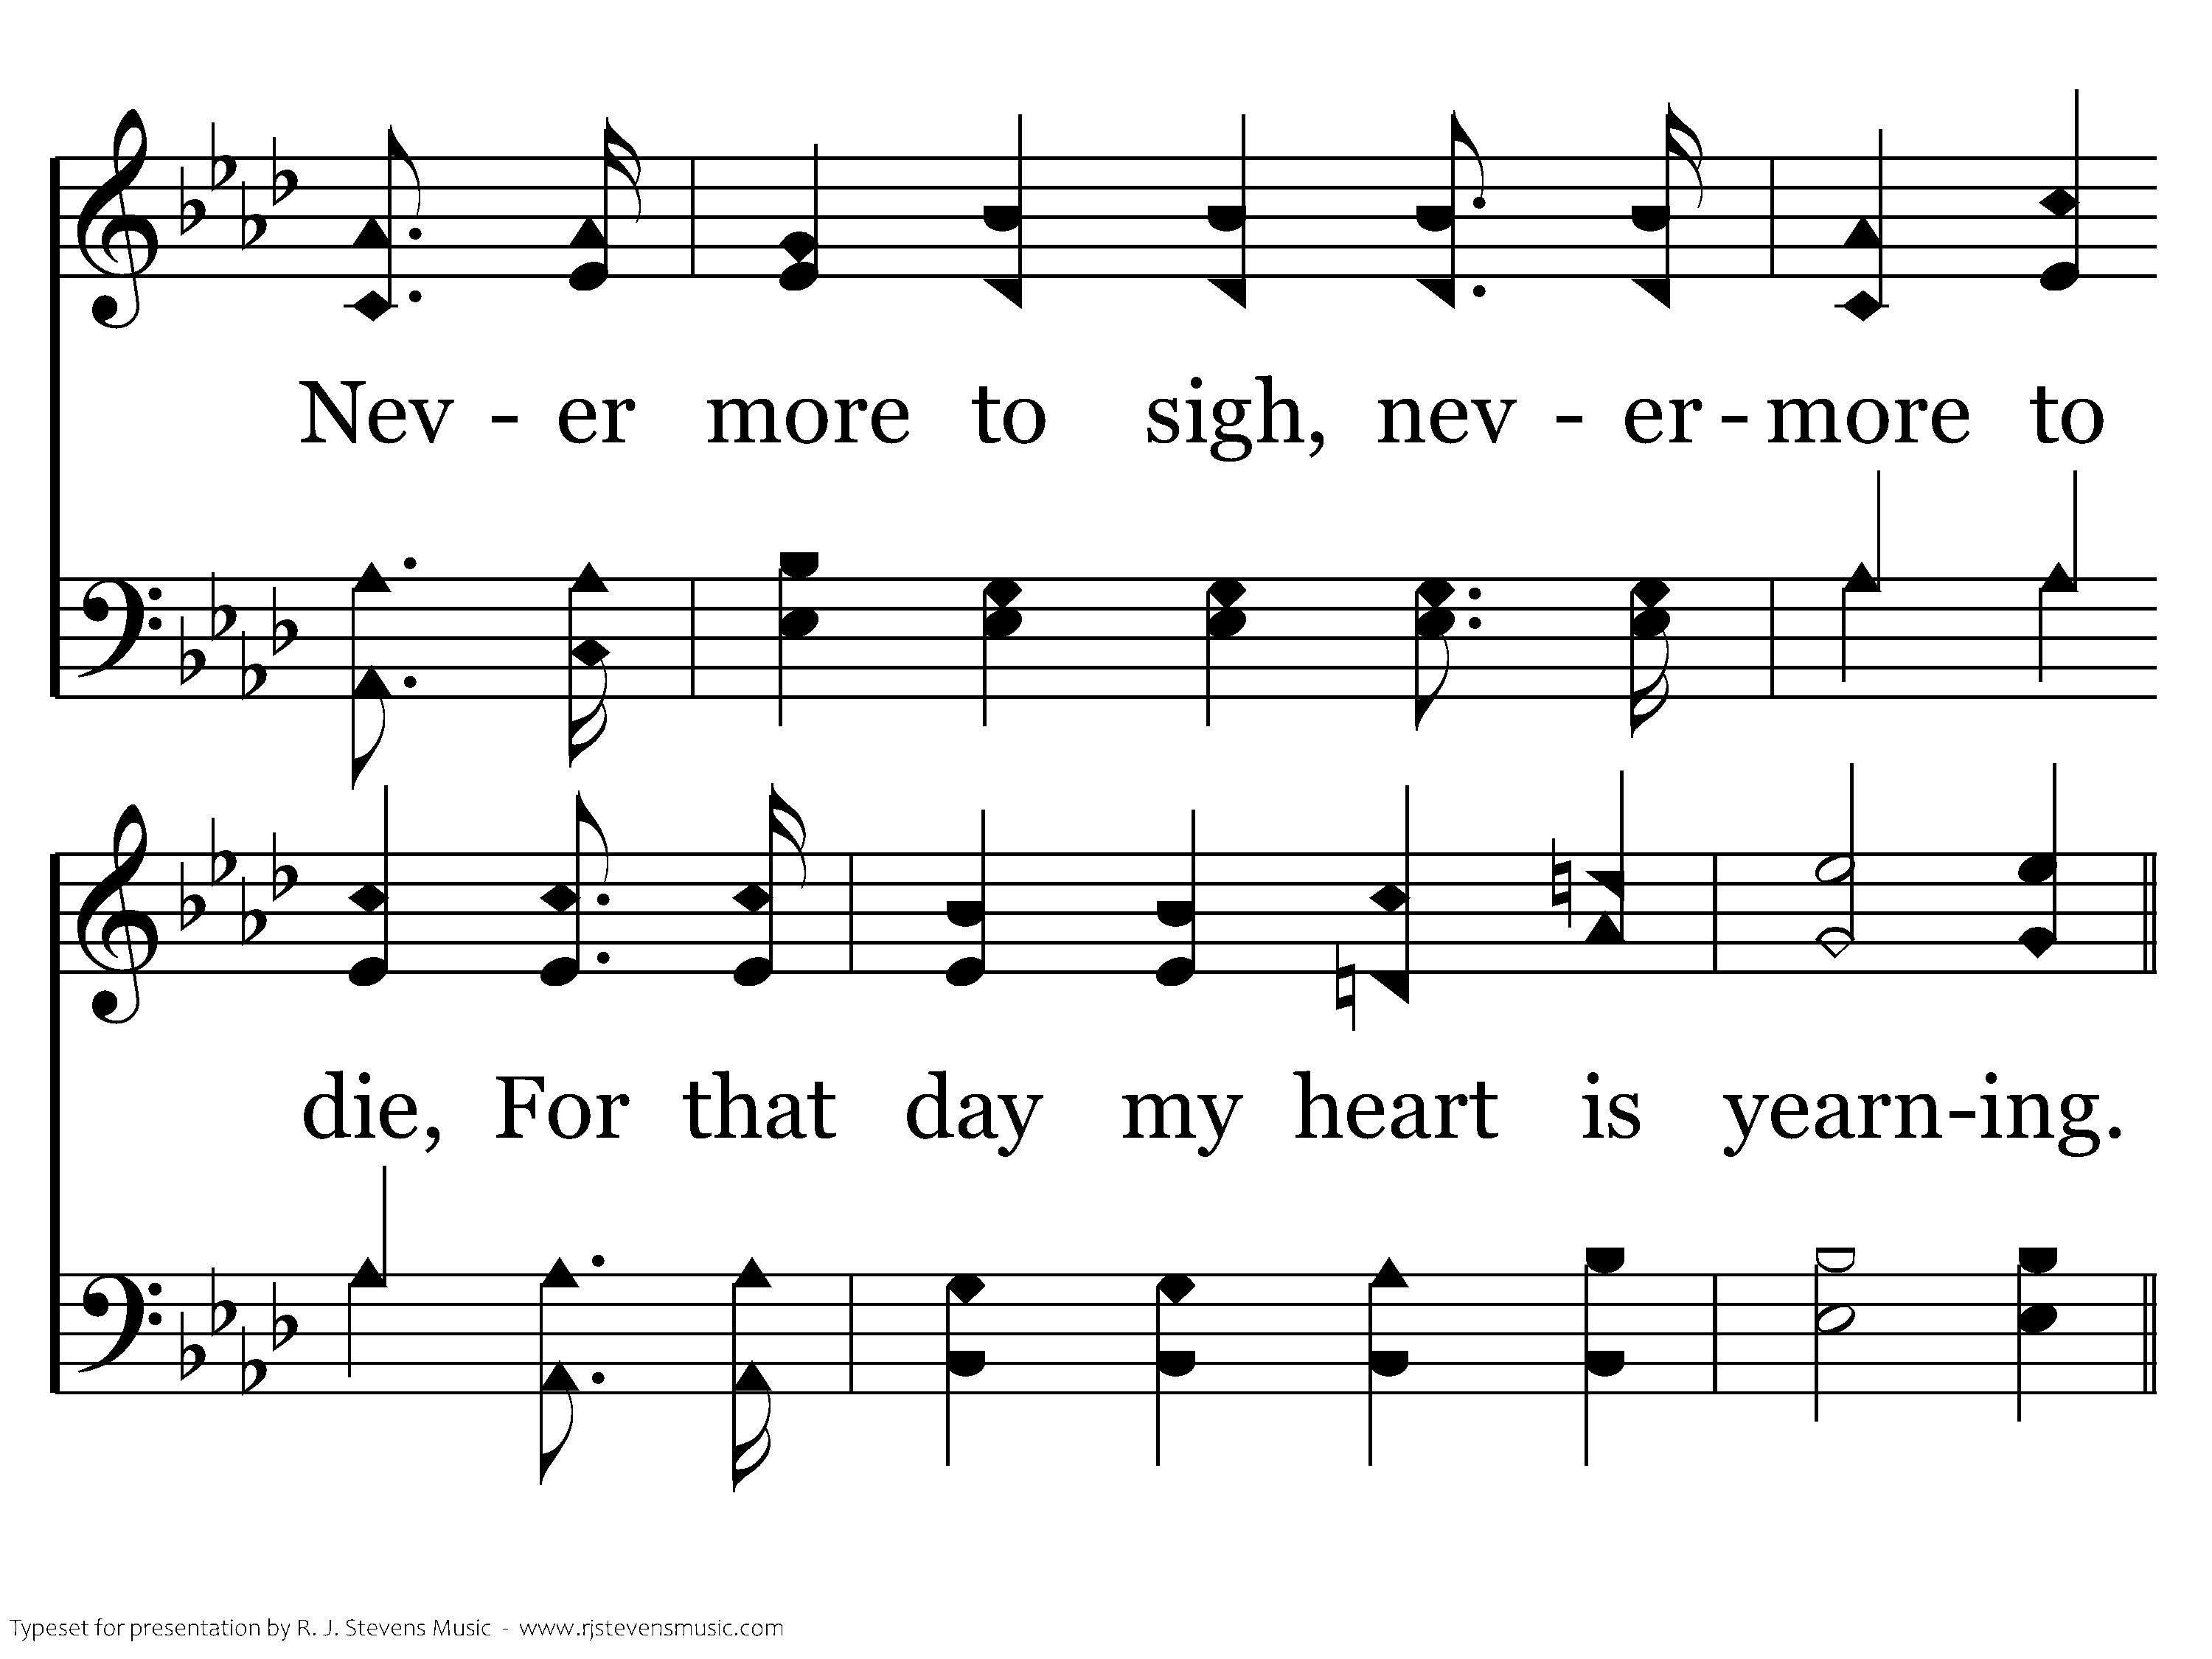 Nev - er more to sigh, nev - er - more to
die, For that day my heart is yearn-ing.
Typeset for presentation by R. J. Stevens Music - www.rjstevensmusic.com